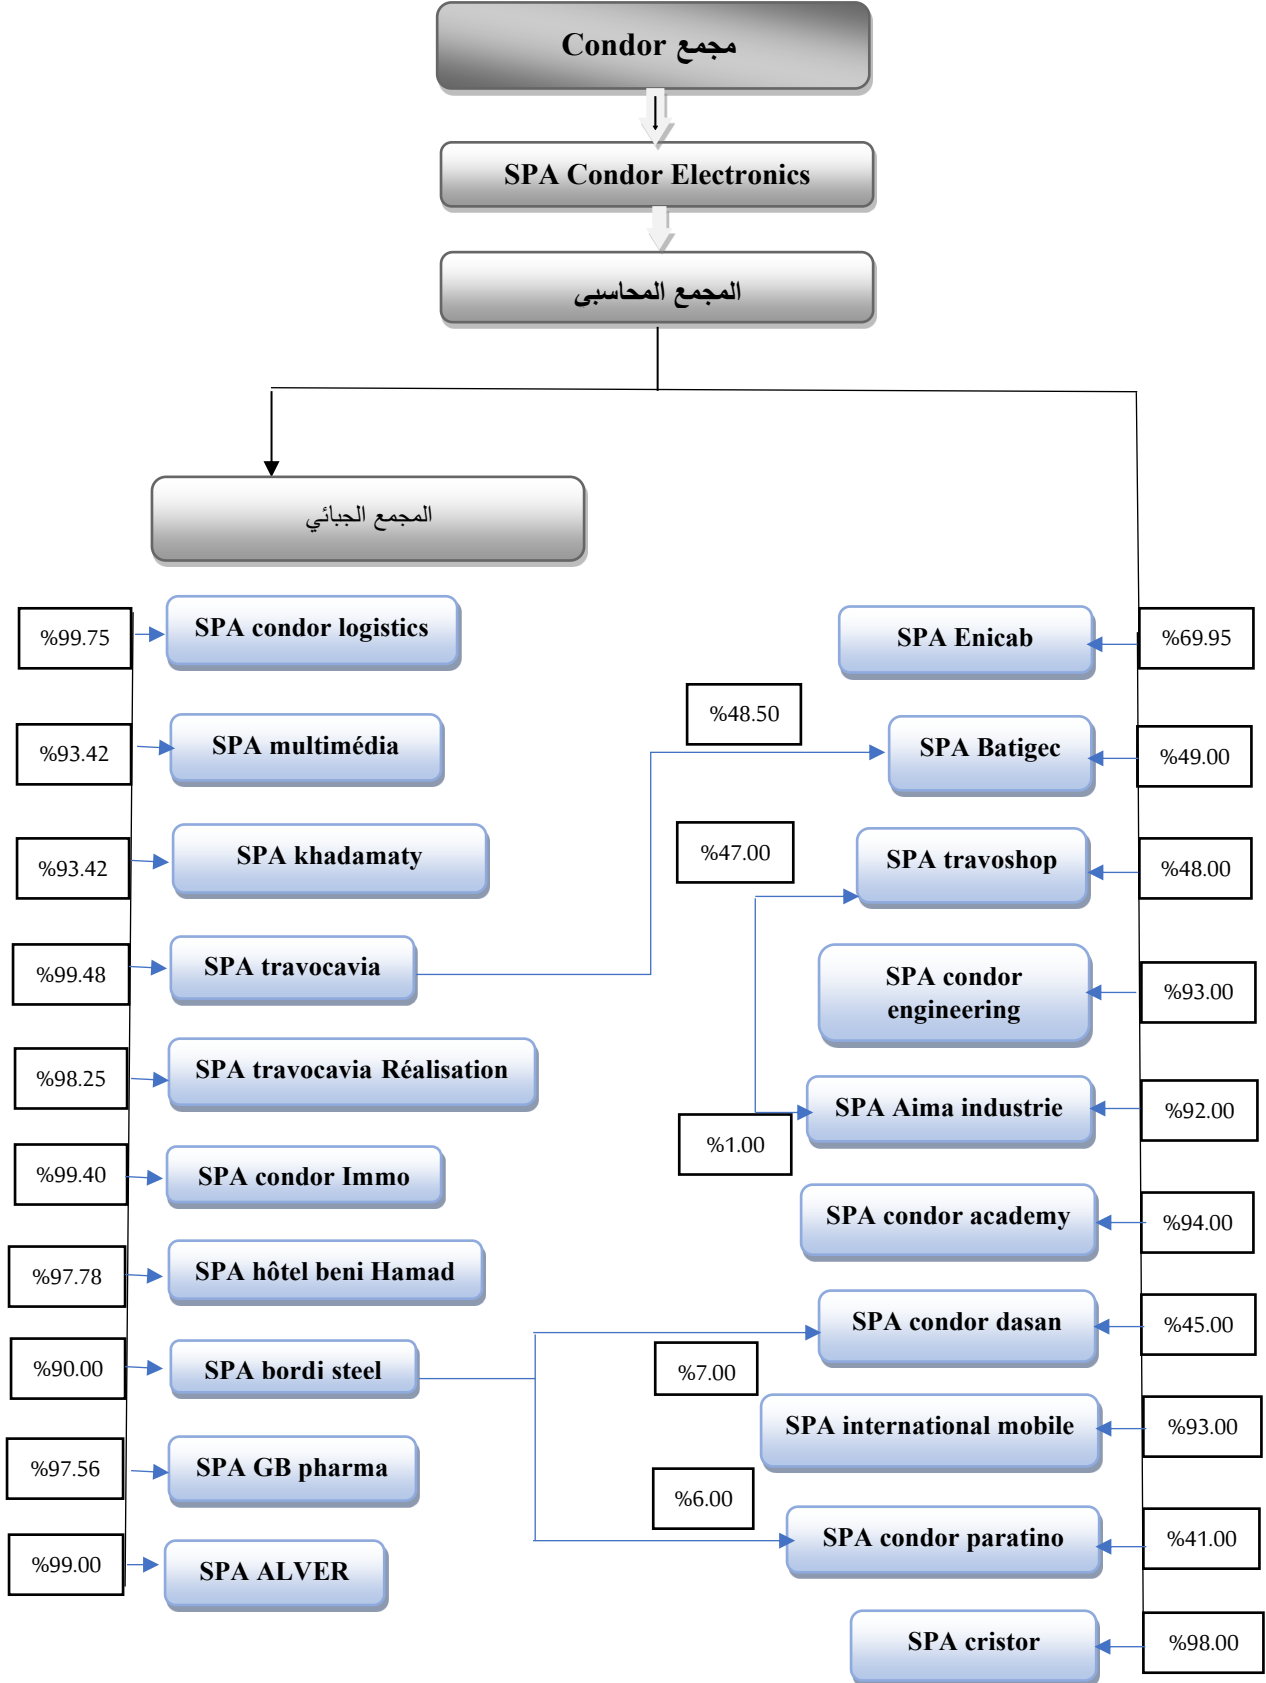 مجمع Condor
SPA Condor Electronics
المجمع المحاسبي
المجمع الجبائي
%99.75
SPA condor logistics
%93.42
SPA multimédia
%93.42
SPA khadamaty
%99.48
SPA travocavia
%98.25
SPA travocavia Réalisation
%99.40
SPA condor Immo
%97.78
SPA hôtel beni Hamad
%90.00
SPA bordi steel
%97.56
SPA GB pharma
%99.00
SPA ALVER
SPA Enicab
%69.95
%48.50
SPA Batigec
%49.00
%47.00
SPA travoshop
%48.00
SPA condor
engineering
%93.00
SPA Aima industrie
%92.00
%1.00
SPA condor academy
%94.00
SPA condor dasan
%45.00
%7.00
SPA international mobile
%93.00
%6.00
SPA condor paratino
%41.00
SPA cristor
%98.00